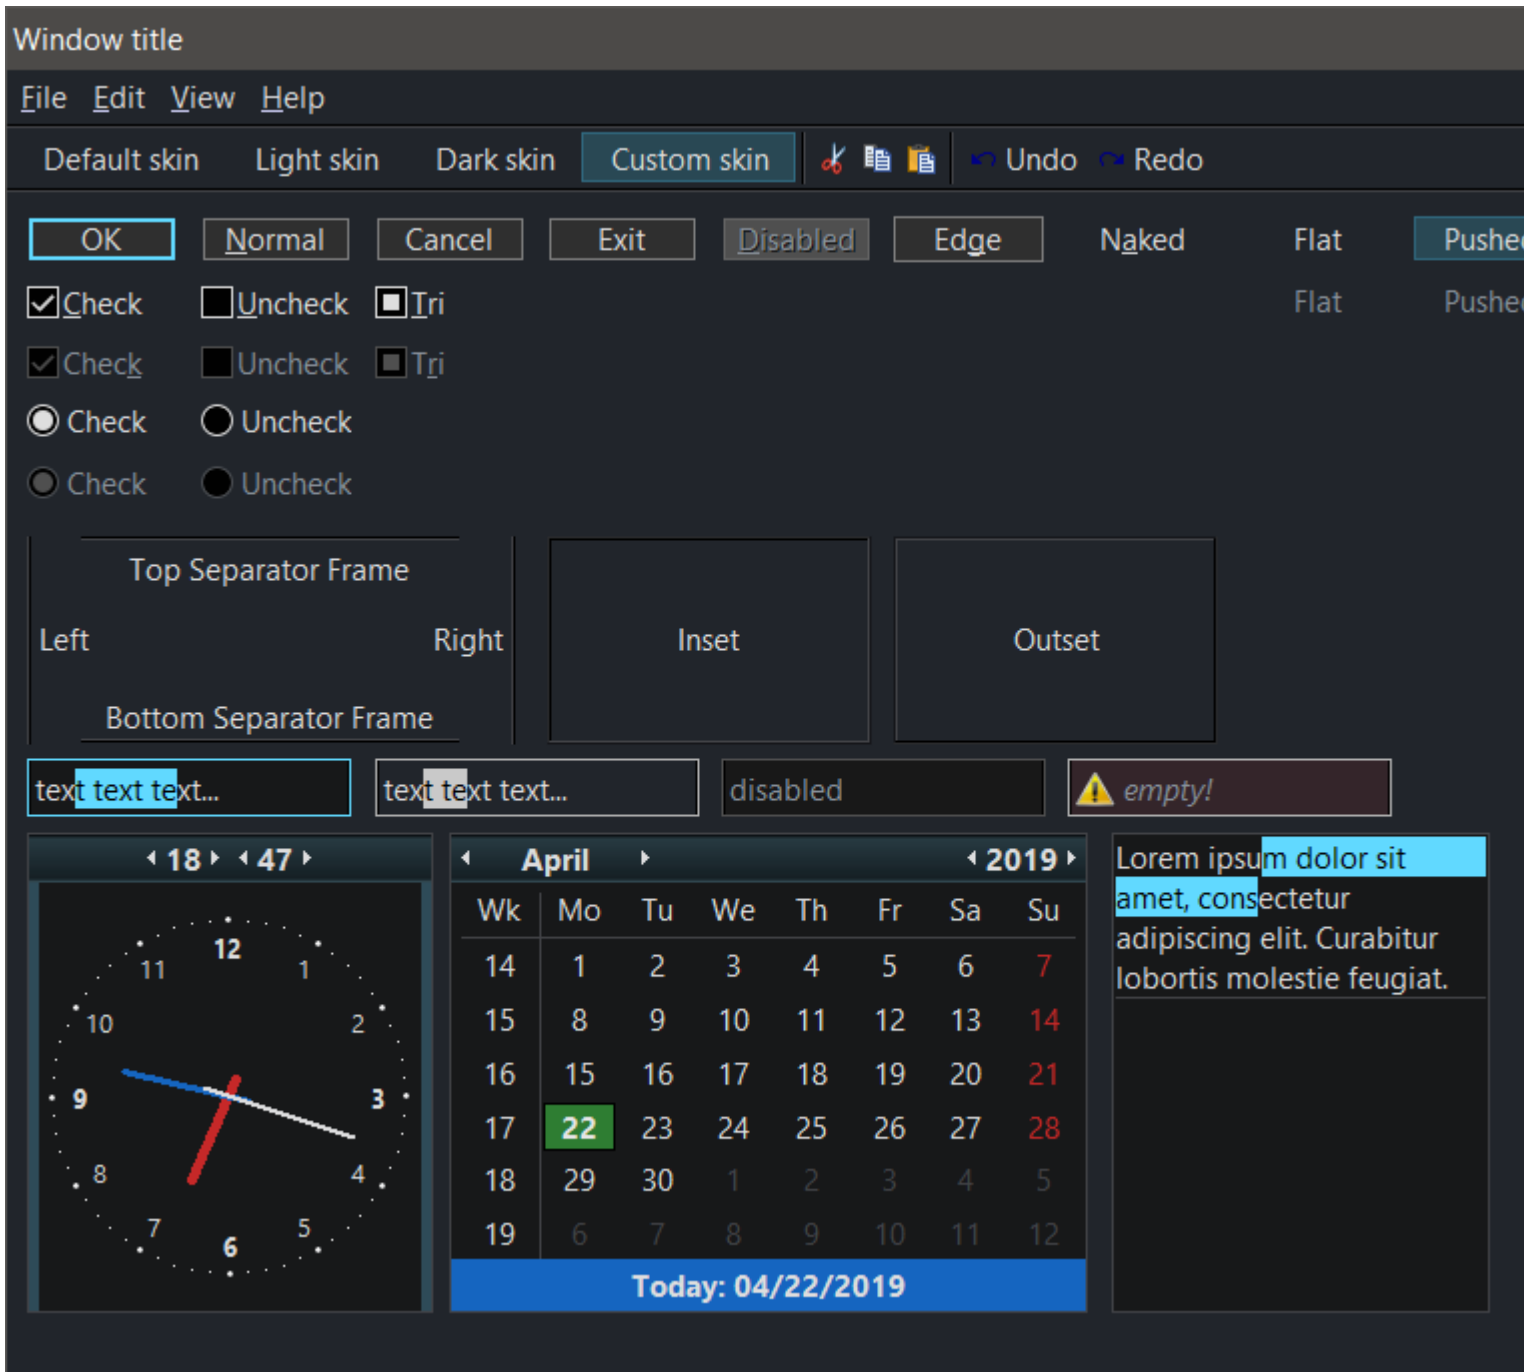 Window title
File Edit View Help
Default skin Light skin Dark skin Custom skin Undo Redo
OK Normal Cancel Exit Disabled Edge Naked Flat Pushed
Check Uncheck Tri Flat Pushed
Check Uncheck Tri
Check Uncheck
Check Uncheck
Top Separator Frame
Left Right Inset Outset
Bottom Separator Frame
text text text... text text text... disabled empty!
18 47
12
11 1
10 2
9 3
8 4
7 5
6
April 2019
Wk Mo Tu We Th Fr Sa Su
14 1 2 3 4 5 6 7
15 8 9 10 11 12 13 14
16 15 16 17 18 19 20 21
17 22 23 24 25 26 27 28
18 29 30 1 2 3 4 5
19 6 7 8 9 10 11 12
Today: 04/22/2019
Lorem ipsum dolor sit
amet, consectetur
adipiscing elit. Curabitur
lobortis molestie feugiat.